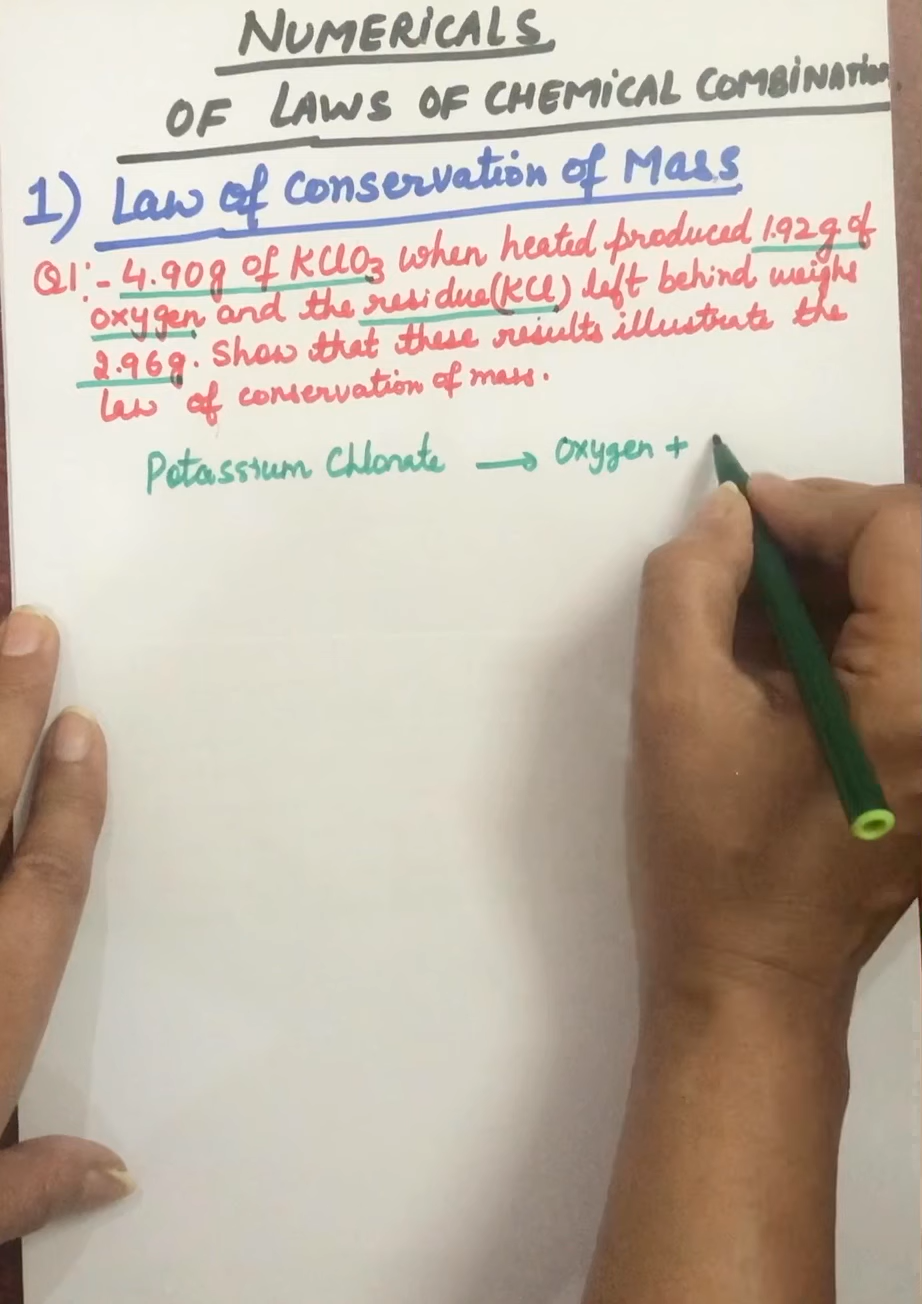 NUMERICALS
OF LAWS OF CHEMICAL COMBINATION
1) Law of Conservation of Mass
Q1:- 4.90g of KClO3 when heated produced 1.92g of
oxygen and the residue(KCl) left behind weighs
2.96g. Show that these results illustrate the
law of conservation of mass.
Potassium Chlorate → Oxygen +